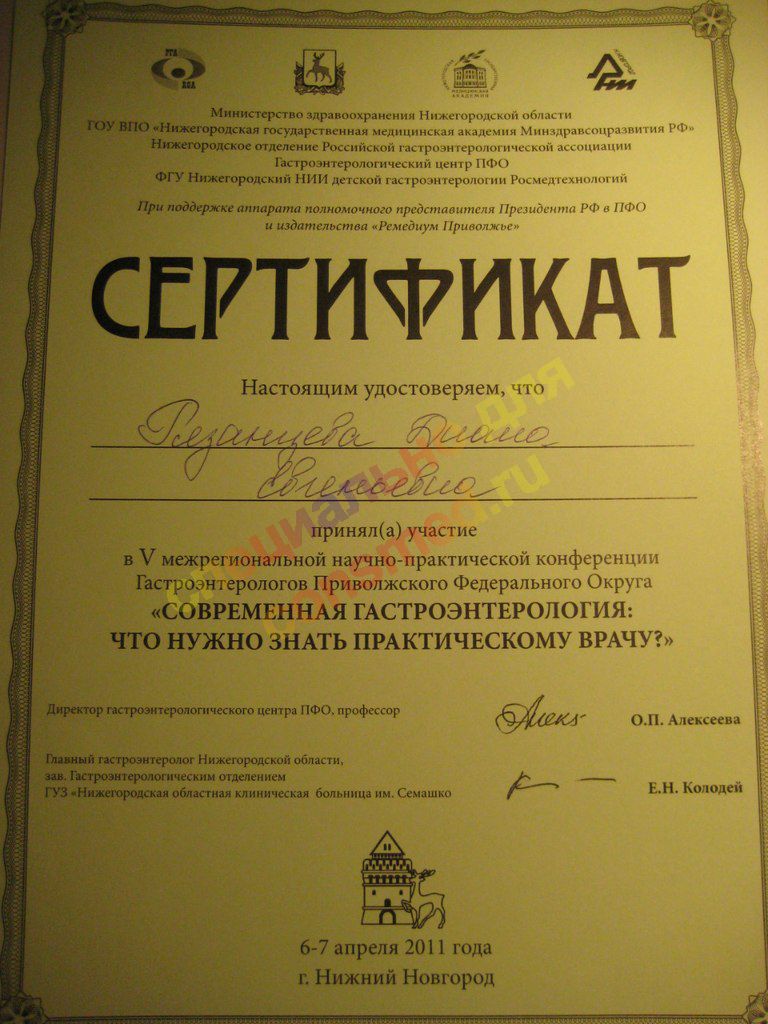 РГА
RGA
Министерство здравоохранения Нижегородской области
ГОУ ВПО «Нижегородская государственная медицинская академия Минздравсоцразвития РФ»
Нижегородское отделение Российской гастроэнтерологической ассоциации
Гастроэнтерологический центр ПФО
ФГУ Нижегородский НИИ детской гастроэнтерологии Росмедтехнологий
При поддержке аппарата полномочного представителя Президента РФ в ПФО
и издательства «Ремедиум Приволжье»
СЕРТИФИКАТ
Настоящим удостоверяем, что
Рязанцева Диана
Евгеньевна
принял(а) участие
в V межрегиональной научно-практической конференции
Гастроэнтерологов Приволжского Федерального Округа
«СОВРЕМЕННАЯ ГАСТРОЭНТЕРОЛОГИЯ:
ЧТО НУЖНО ЗНАТЬ ПРАКТИЧЕСКОМУ ВРАЧУ?»
Директор гастроэнтерологического центра ПФО, профессор
О.П. Алексеева
Главный гастроэнтеролог Нижегородской области,
зав. Гастроэнтерологическим отделением
ГУЗ «Нижегородская областная клиническая больница им. Семашко
Е.Н. Колодей
6-7 апреля 2011 года
г. Нижний Новгород